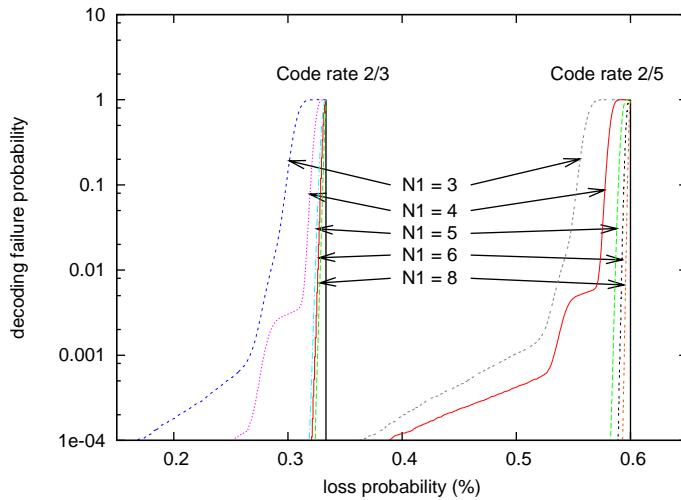 10
Code rate 2/3
Code rate 2/5
1
0.1
0.01
0.001
1e-04
decoding failure probability
N1 = 3
N1 = 4
N1 = 5
N1 = 6
N1 = 8
0.2
0.3
0.4
0.5
0.6
loss probability (%)